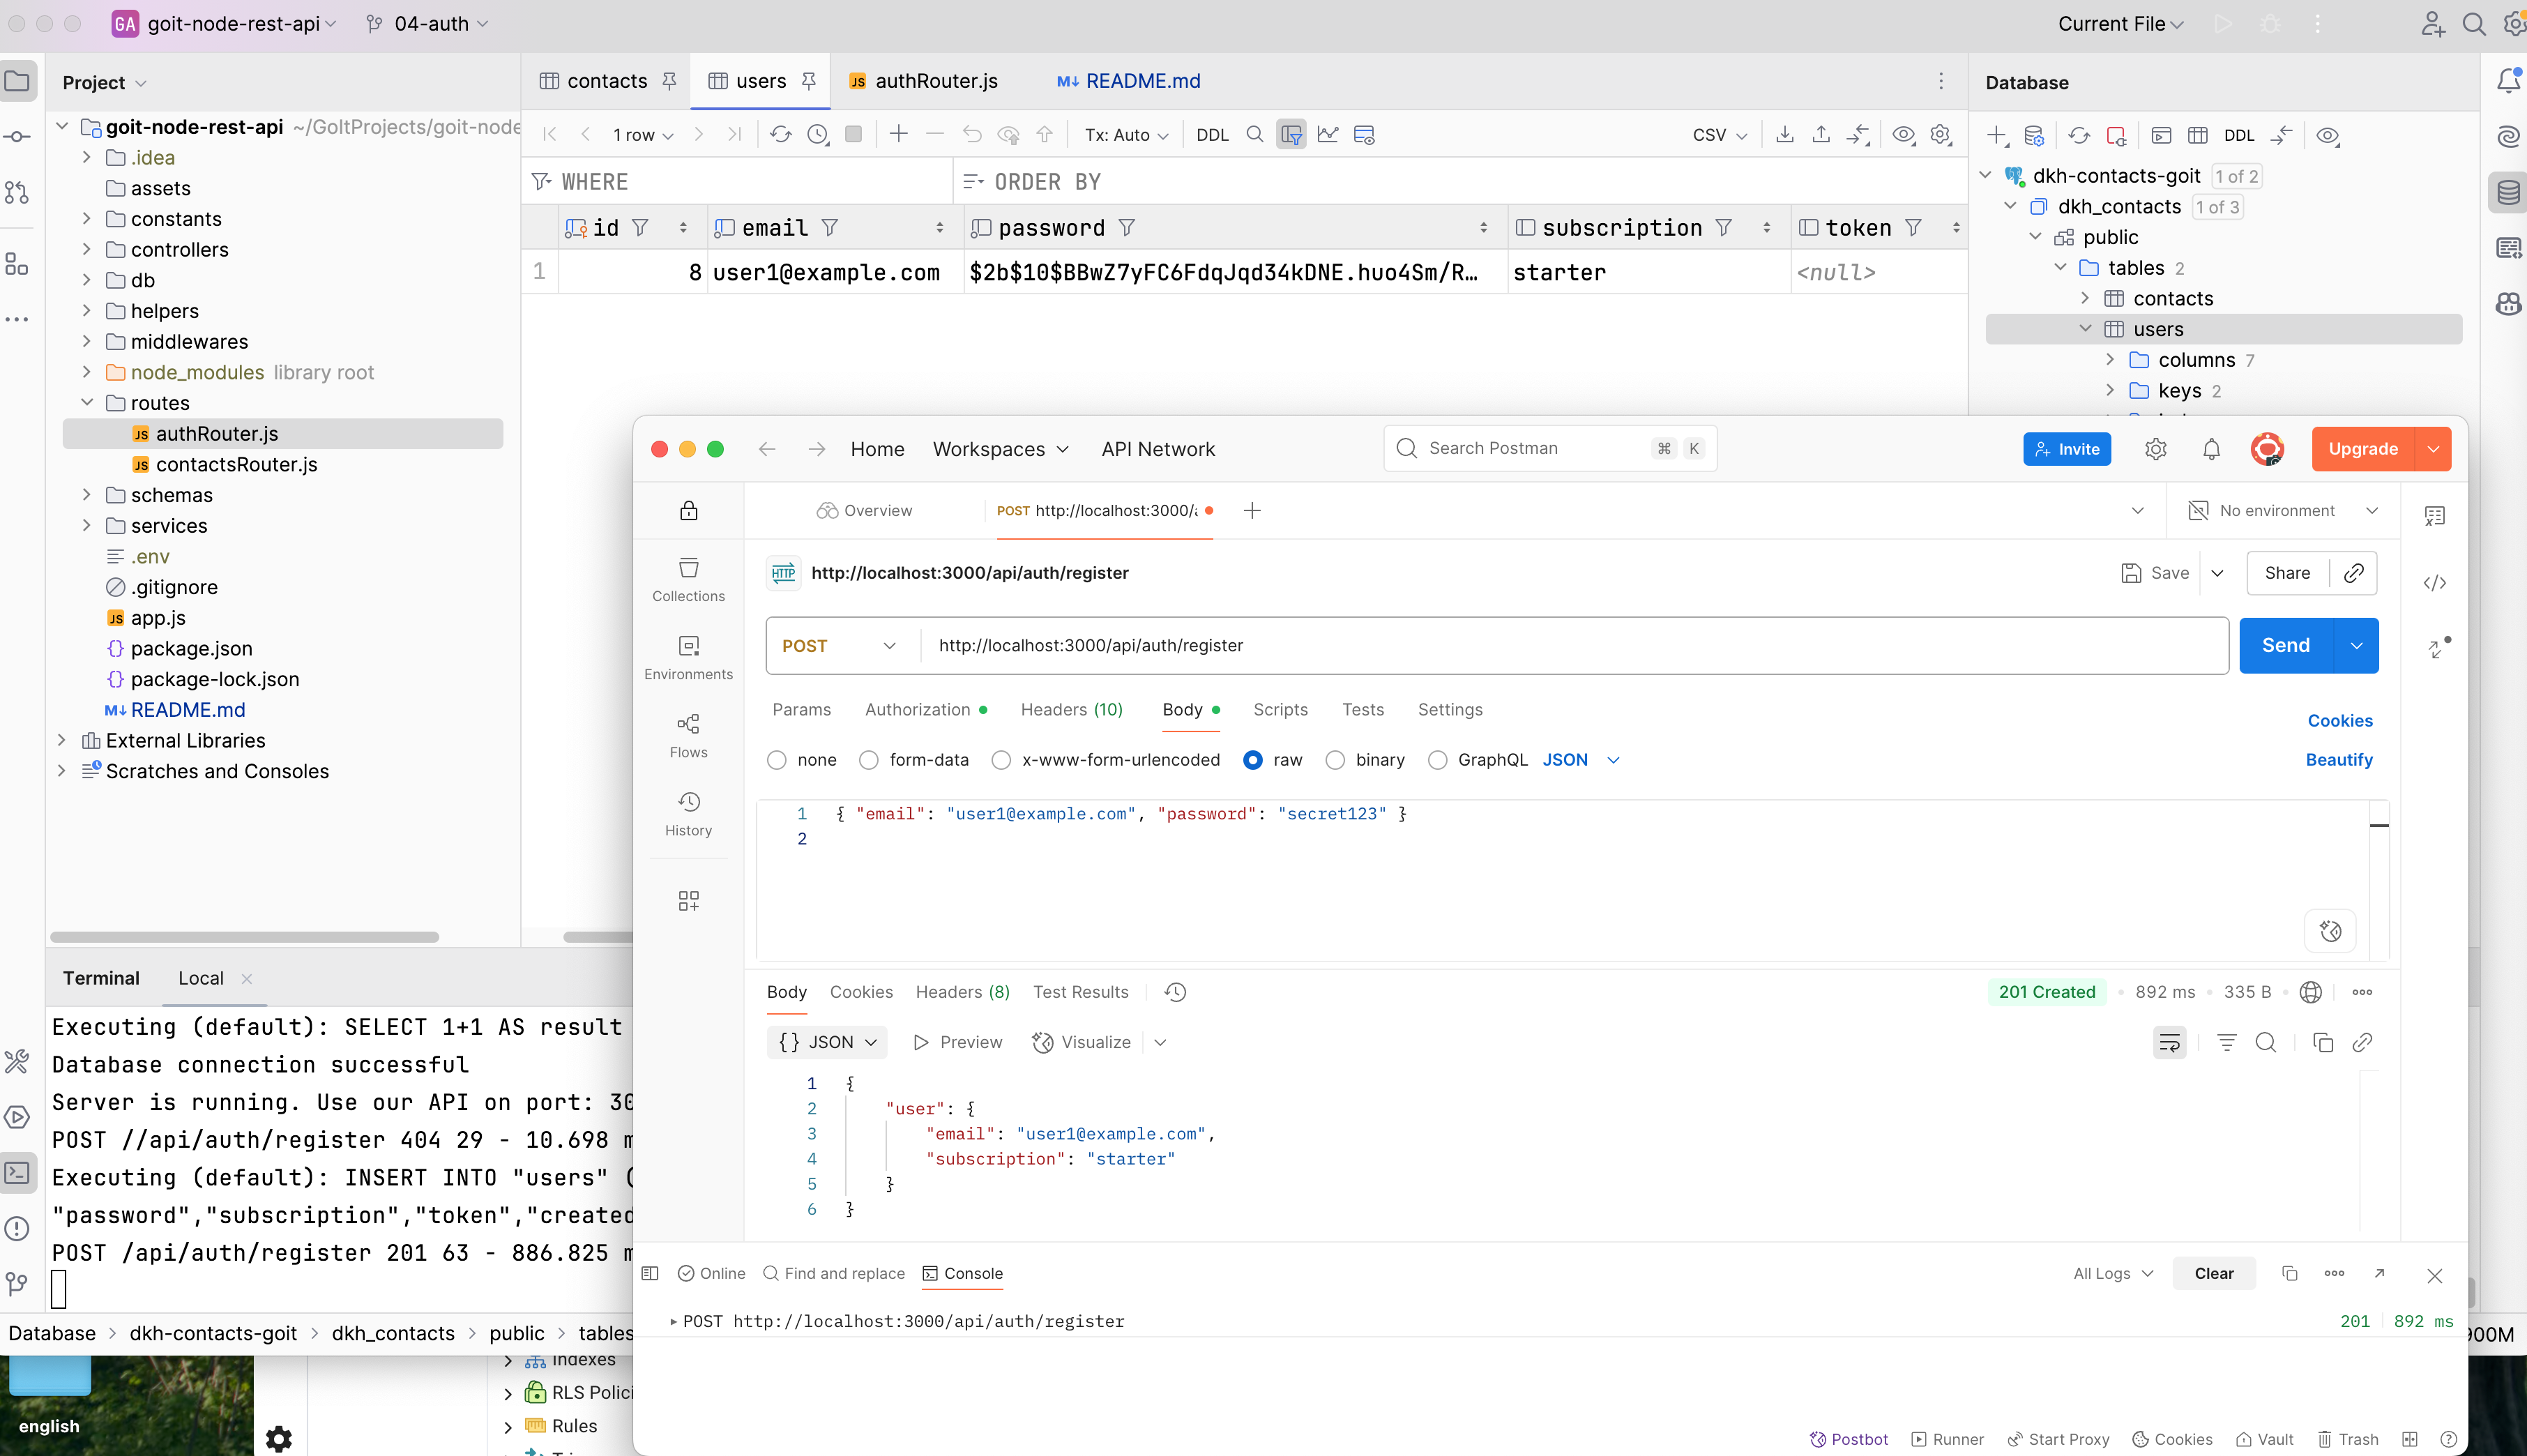 GA goit-node-rest-api 04-auth Current File
Project
goit-node-rest-api ~/GoItProjects/goit-node
.idea
assets
constants
controllers
db
helpers
middlewares
node_modules library root
routes
JS authRouter.js
JS contactsRouter.js
schemas
services
.env
.gitignore
JS app.js
{} package.json
{} package-lock.json
M↓ README.md
External Libraries
Scratches and Consoles
contacts users JS authRouter.js M↓ README.md
1 row Tx: Auto DDL CSV
WHERE ORDER BY
id email password subscription token
1 8 user1@example.com $2b$10$BBwZ7yFC6FdqJqd34kDNE.huo4Sm/R… starter <null>
Database
DDL
dkh-contacts-goit 1 of 2
dkh_contacts 1 of 3
public
tables 2
contacts
users
columns 7
keys 2
Home Workspaces API Network Search Postman ⌘ K Invite Upgrade
Overview POST http://localhost:3000/a No environment
HTTP http://localhost:3000/api/auth/register Save Share
POST http://localhost:3000/api/auth/register Send
Collections
Environments
Flows
History
Params Authorization Headers (10) Body Scripts Tests Settings Cookies
none form-data x-www-form-urlencoded raw binary GraphQL JSON Beautify
1 { "email": "user1@example.com", "password": "secret123" }
2
Body Cookies Headers (8) Test Results 201 Created 892 ms 335 B
{} JSON Preview Visualize
1 {
2 "user": {
3 "email": "user1@example.com",
4 "subscription": "starter"
5 }
6 }
Online Find and replace Console All Logs Clear
POST http://localhost:3000/api/auth/register 201 892 ms
Postbot Runner Start Proxy Cookies Vault Trash
Terminal Local
Executing (default): SELECT 1+1 AS result
Database connection successful
Server is running. Use our API on port: 30
POST //api/auth/register 404 29 - 10.698 m
Executing (default): INSERT INTO "users" (
"password","subscription","token","created
POST /api/auth/register 201 63 - 886.825 m
Database dkh-contacts-goit dkh_contacts public tables 900M
Indexes
RLS Polici
Rules
english